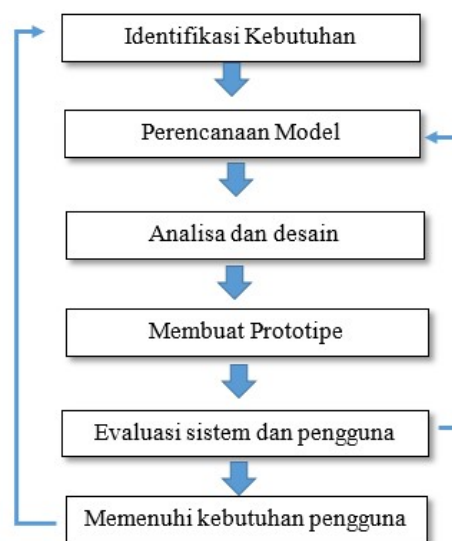 Identifikasi Kebutuhan
Perencanaan Model
Analisa dan desain
Membuat Prototipe
Evaluasi sistem dan pengguna
Memenuhi kebutuhan pengguna